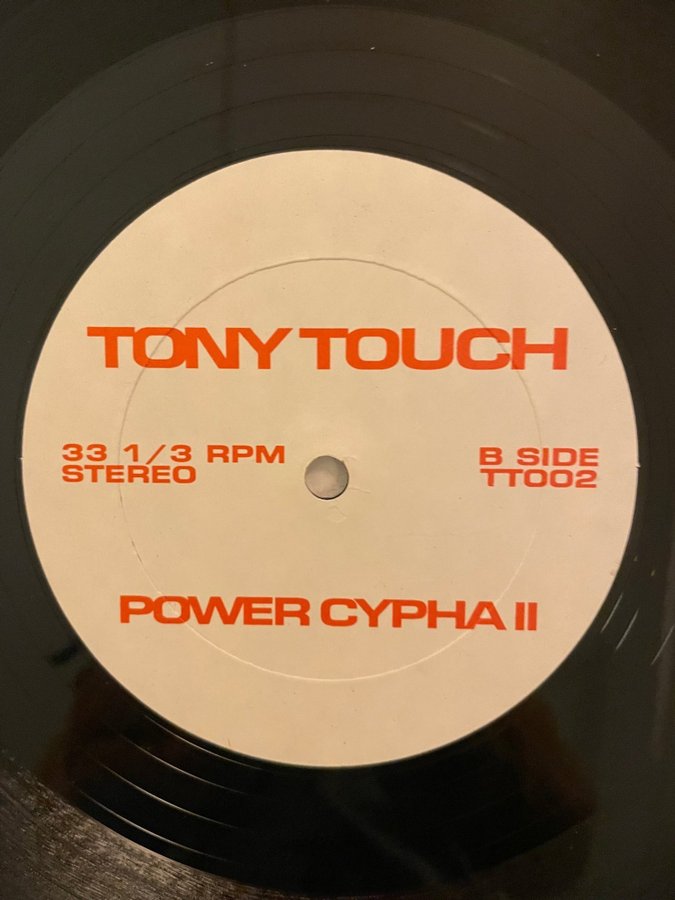 TONY TOUCH
33 1/3 RPM
STEREO
B SIDE
TT002
POWER CYPHA II